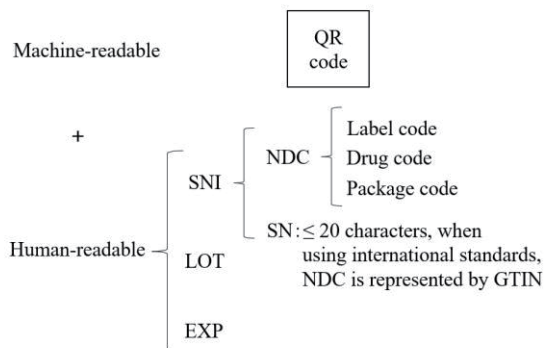 QR
code
Machine-readable
+
Label code
NDC
Drug code
Package code
SNI
SN:≤ 20 characters, when
using international standards,
NDC is represented by GTIN
Human-readable
LOT
EXP